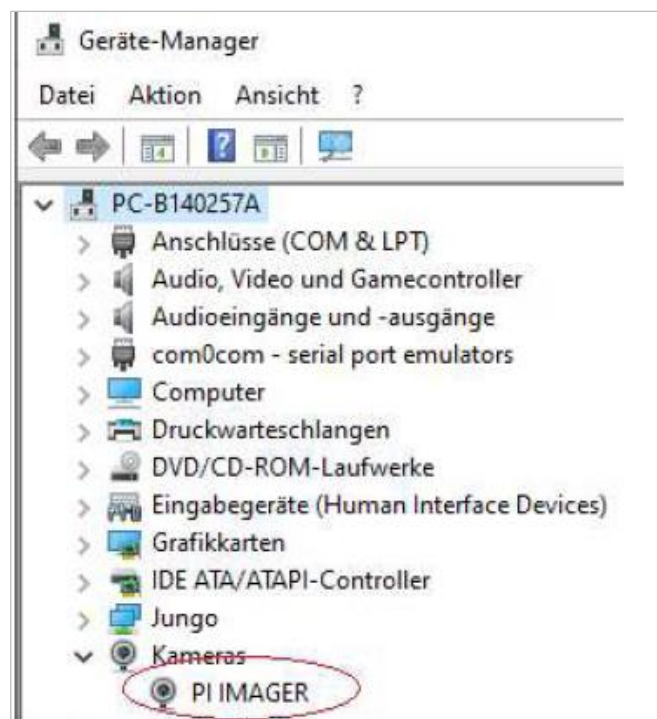 Geräte-Manager
Datei Aktion Ansicht ?
PC-B140257A
Anschlüsse (COM & LPT)
Audio, Video und Gamecontroller
Audioeingänge und -ausgänge
com0com - serial port emulators
Computer
Druckwarteschlangen
DVD/CD-ROM-Laufwerke
Eingabegeräte (Human Interface Devices)
Grafikkarten
IDE ATA/ATAPI-Controller
Jungo
Kameras
PI IMAGER